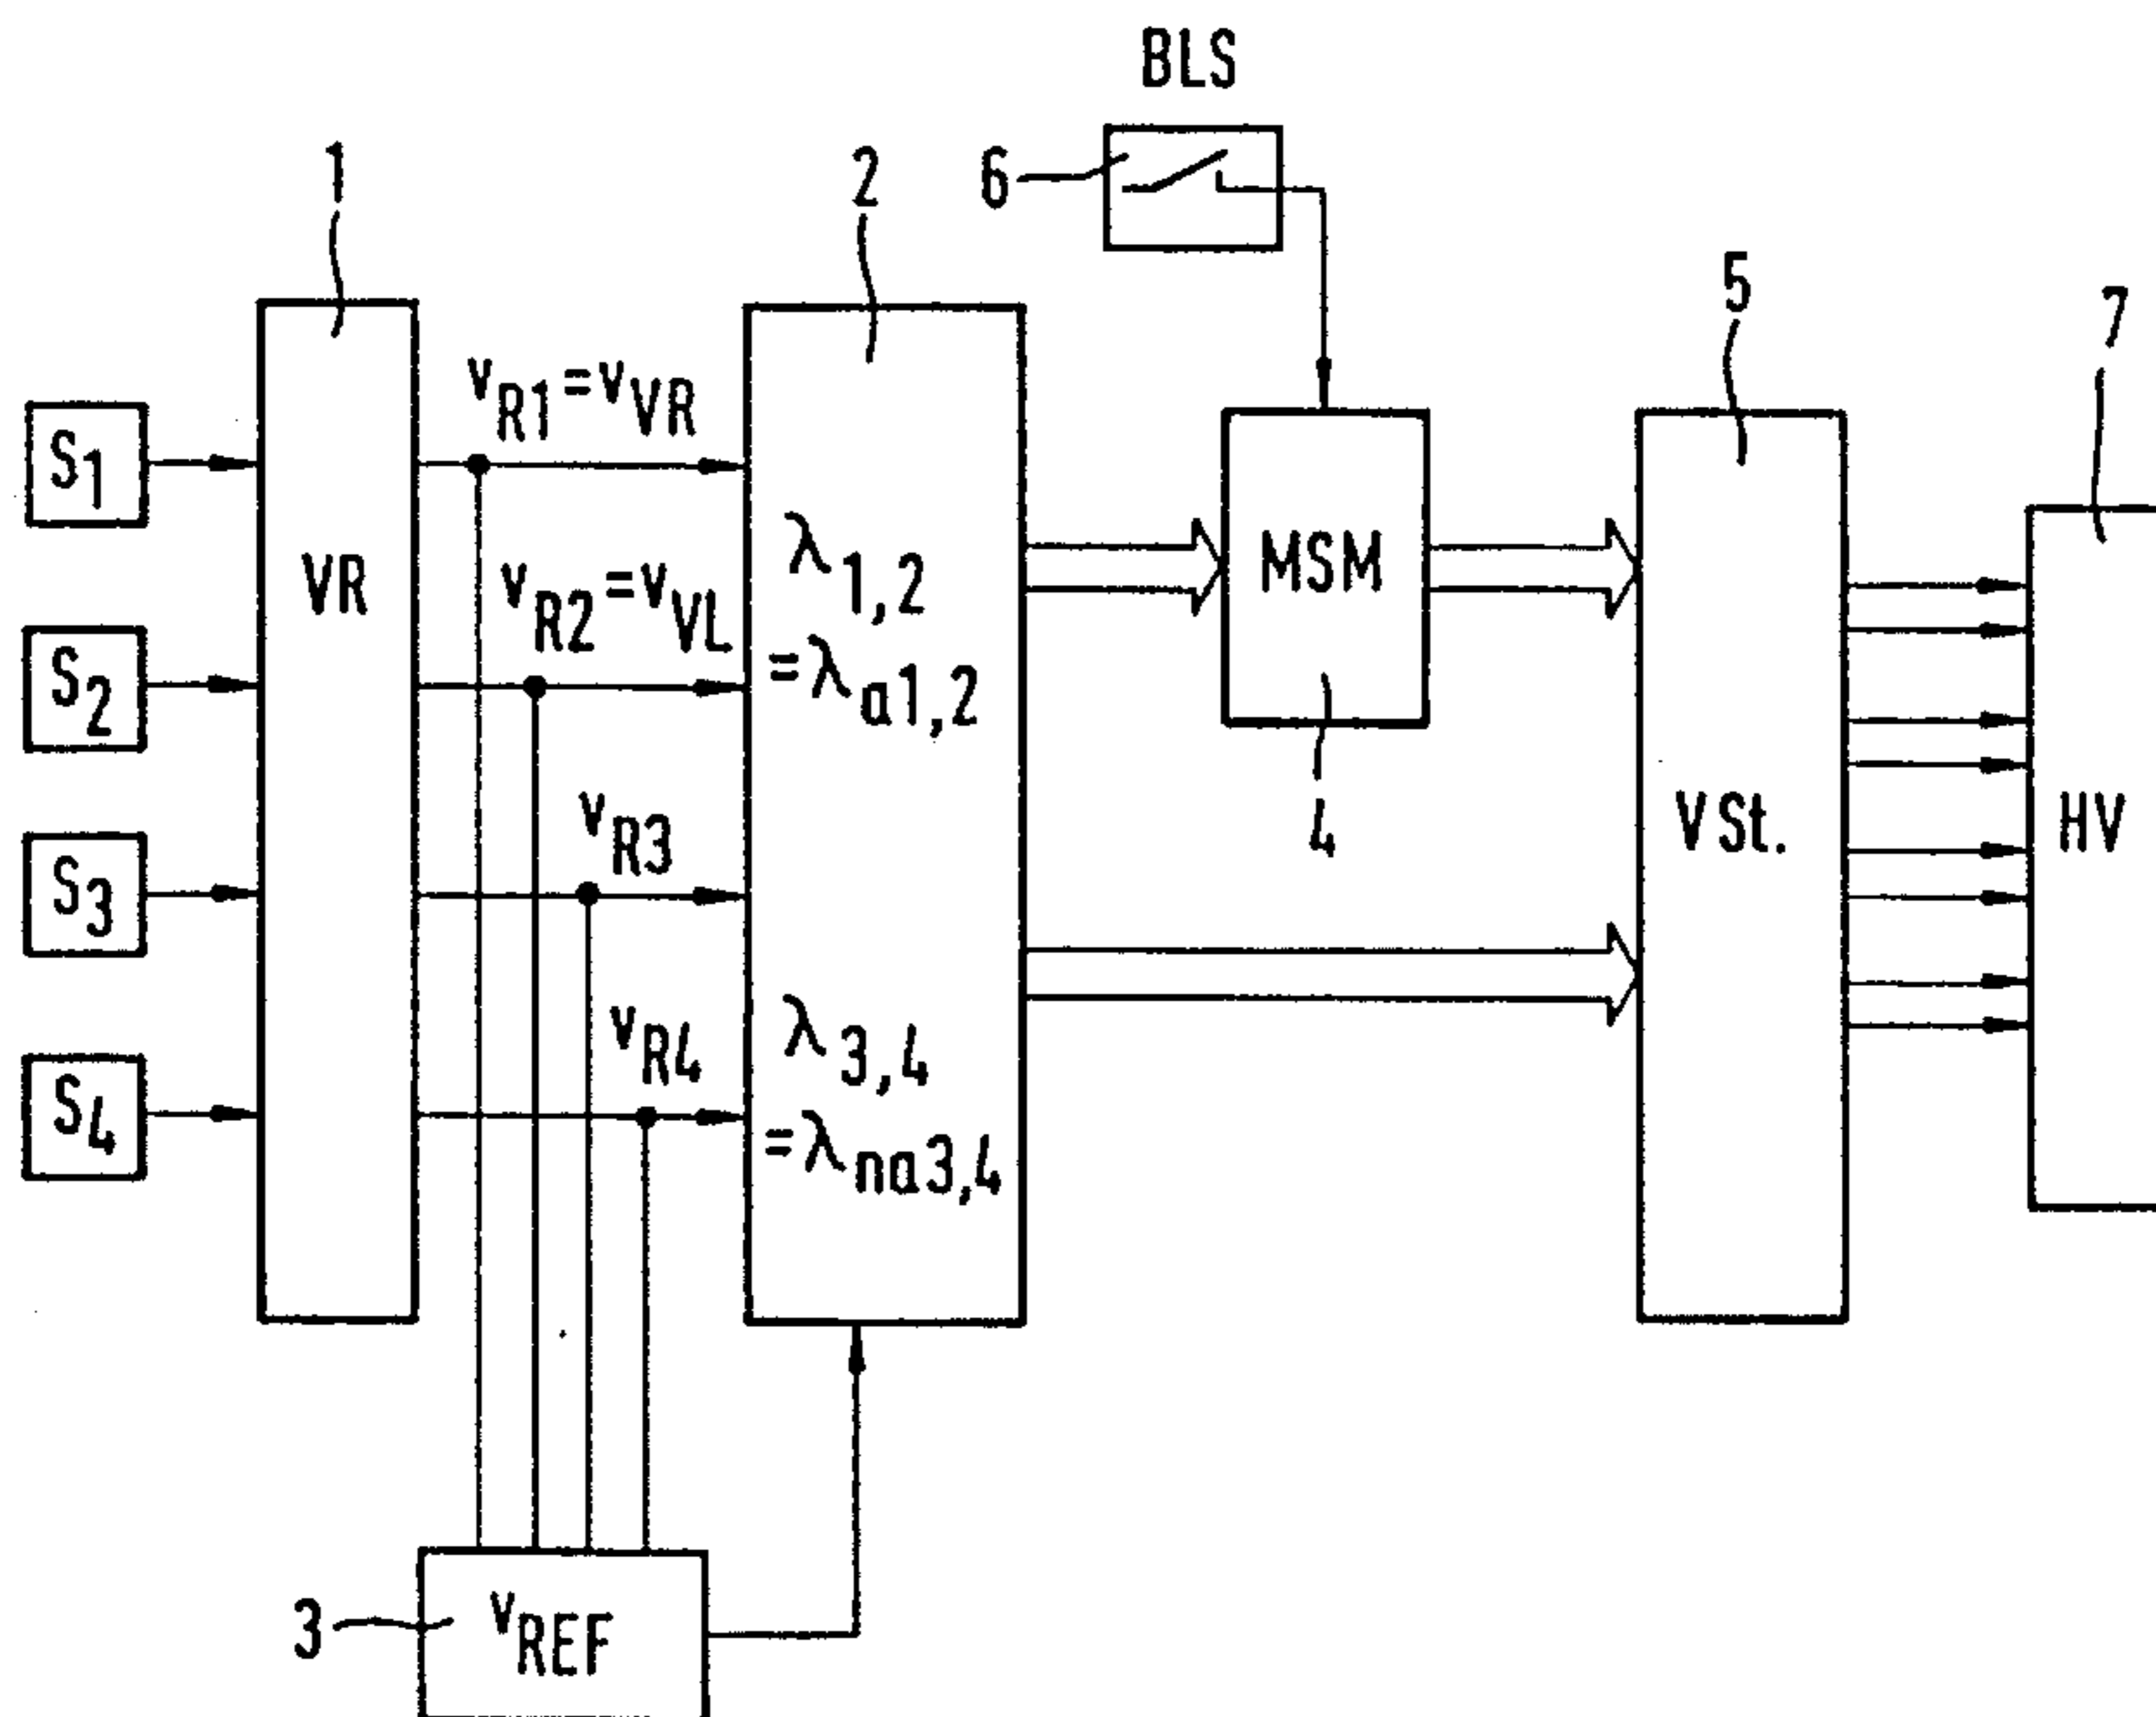 BLS
1
2
6
5
7
S1
S2
S3
S4
VR
vR1=vVR
vR2=vVL
vR3
vR4
λ1,2
=λa1,2
λ3,4
=λna3,4
MSM
4
VSt.
HV
3
vREF